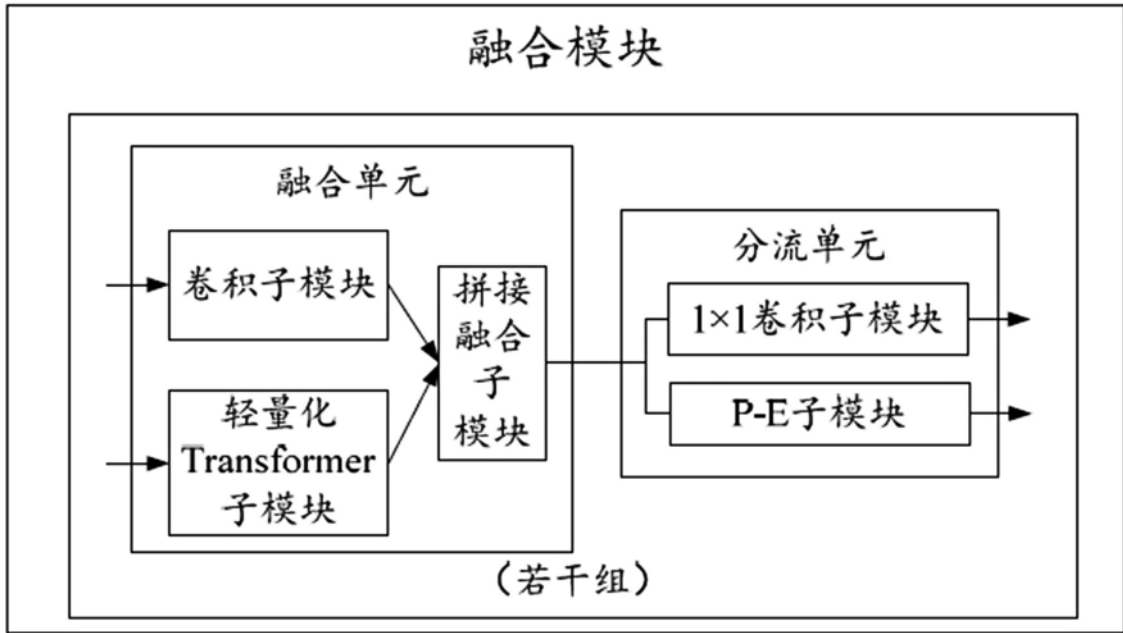 融合模块
融合单元
卷积子模块
轻量化
Transformer
子模块
拼接
融合
子
模块
分流单元
1×1卷积子模块
P-E子模块
（若干组）